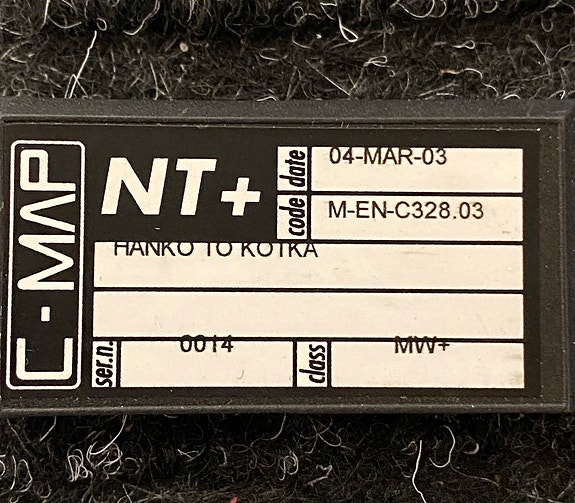 C-MAP
NT+
date 04-MAR-03
code M-EN-C328.03
HANKO TO KOTKA
ser.n. 0014 class MW+